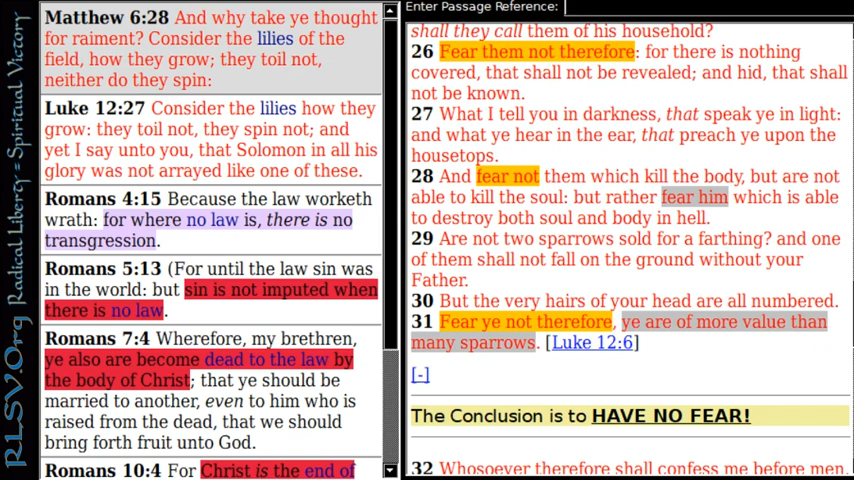 RLSV.Org Radical Liberty = Spiritual Victory
Matthew 6:28 And why take ye thought
for raiment? Consider the lilies of the
field, how they grow; they toil not,
neither do they spin:
Luke 12:27 Consider the lilies how they
grow: they toil not, they spin not; and
yet I say unto you, that Solomon in all his
glory was not arrayed like one of these.
Romans 4:15 Because the law worketh
wrath: for where no law is, there is no
transgression.
Romans 5:13 (For until the law sin was
in the world: but sin is not imputed when
there is no law.
Romans 7:4 Wherefore, my brethren,
ye also are become dead to the law by
the body of Christ; that ye should be
married to another, even to him who is
raised from the dead, that we should
bring forth fruit unto God.
Romans 10:4 For Christ is the end of
Enter Passage Reference:
shall they call them of his household?
26 Fear them not therefore: for there is nothing
covered, that shall not be revealed; and hid, that shall
not be known.
27 What I tell you in darkness, that speak ye in light:
and what ye hear in the ear, that preach ye upon the
housetops.
28 And fear not them which kill the body, but are not
able to kill the soul: but rather fear him which is able
to destroy both soul and body in hell.
29 Are not two sparrows sold for a farthing? and one
of them shall not fall on the ground without your
Father.
30 But the very hairs of your head are all numbered.
31 Fear ye not therefore, ye are of more value than
many sparrows. [Luke 12:6]
[-]
The Conclusion is to HAVE NO FEAR!
32 Whosoever therefore shall confess me before men,